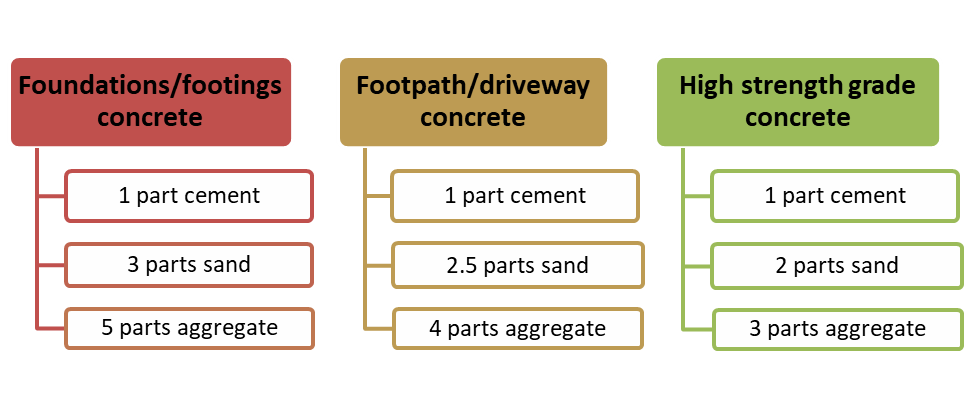 Foundations/footings
concrete
1 part cement
3 parts sand
5 parts aggregate
Footpath/driveway
concrete
1 part cement
2.5 parts sand
4 parts aggregate
High strength grade
concrete
1 part cement
2 parts sand
3 parts aggregate